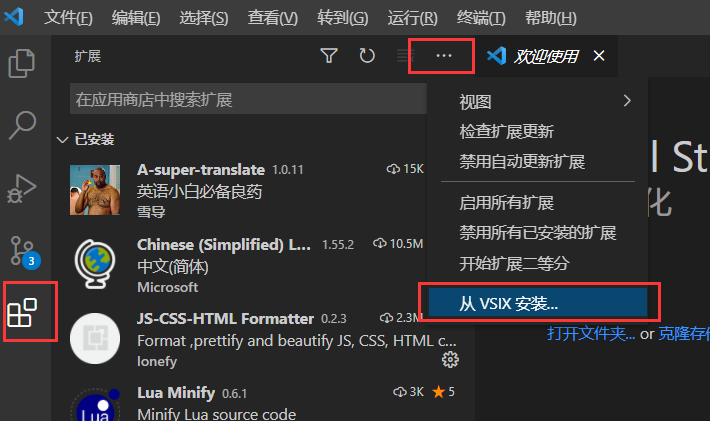 文件(F) 编辑(E) 选择(S) 查看(V) 转到(G) 运行(R) 终端(T) 帮助(H)
扩展
欢迎使用
在应用商店中搜索扩展
已安装
A-super-translate 1.0.11 15K
英语小白必备良药
雪导
Chinese (Simplified) L... 1.55.2 10.5M
中文(简体)
Microsoft
JS-CSS-HTML Formatter 0.2.3 2.3M
Format ,prettify and beautify JS, CSS, HTML c...
lonefy
Lua Minify 0.6.1 3K 5
Minify Lua source code
Lua
3
视图
检查扩展更新
禁用自动更新扩展
启用所有扩展
禁用所有已安装的扩展
开始扩展二等分
从 VSIX 安装...
l St
化
打开文件夹... or 克隆存储